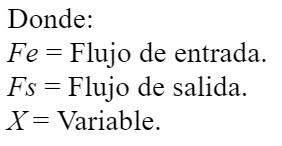 Donde:
Fe = Flujo de entrada.
Fs = Flujo de salida.
X = Variable.